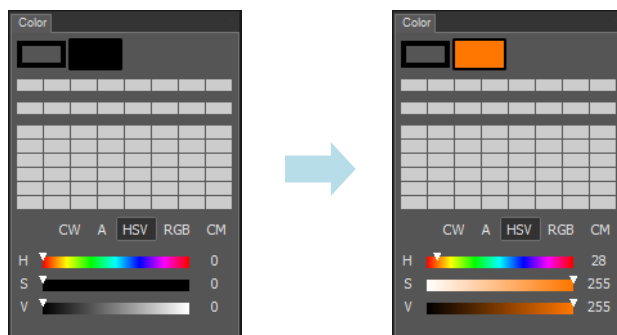 Color
CW A HSV RGB CM
H 0
S 0
V 0
Color
CW A HSV RGB CM
H 28
S 255
V 255